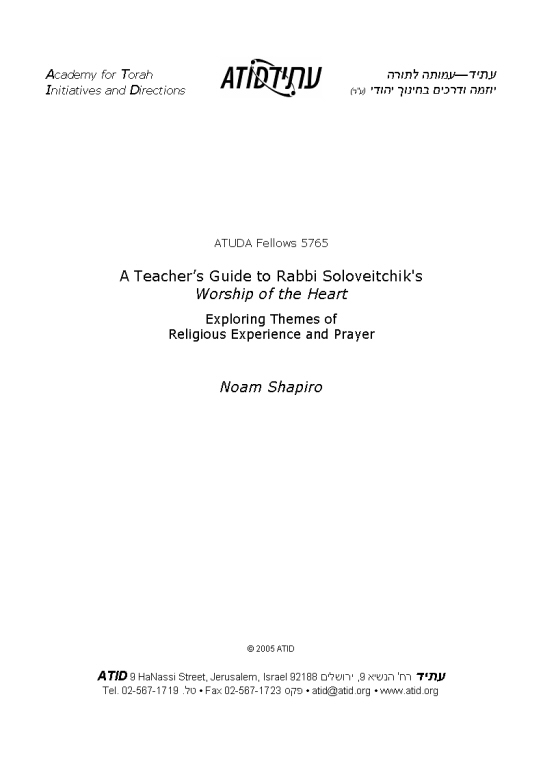 Academy for Torah
Initiatives and Directions
ATIDעתיד
עתיד—עמותה לתורה
יוזמה ודרכים בחינוך יהודי (ע"ר)
ATUDA Fellows 5765
A Teacher’s Guide to Rabbi Soloveitchik's
Worship of the Heart
Exploring Themes of
Religious Experience and Prayer
Noam Shapiro
© 2005 ATID
ATID 9 HaNassi Street, Jerusalem, Israel 92188 עתיד רח' הנשיא 9, ירושלים
Tel. 02-567-1719 טל. • Fax 02-567-1723 פקס • atid@atid.org • www.atid.org